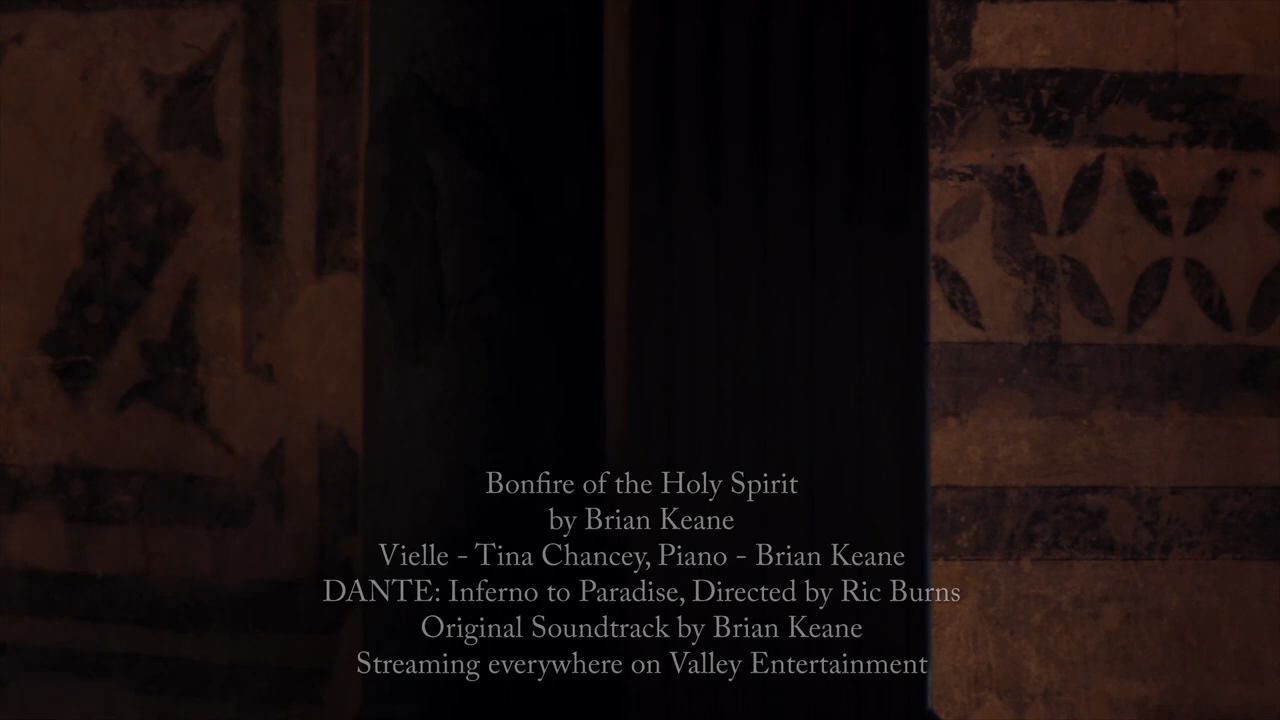 Bonfire of the Holy Spirit
by Brian Keane
Vielle - Tina Chancey, Piano - Brian Keane
DANTE: Inferno to Paradise, Directed by Ric Burns
Original Soundtrack by Brian Keane
Streaming everywhere on Valley Entertainment